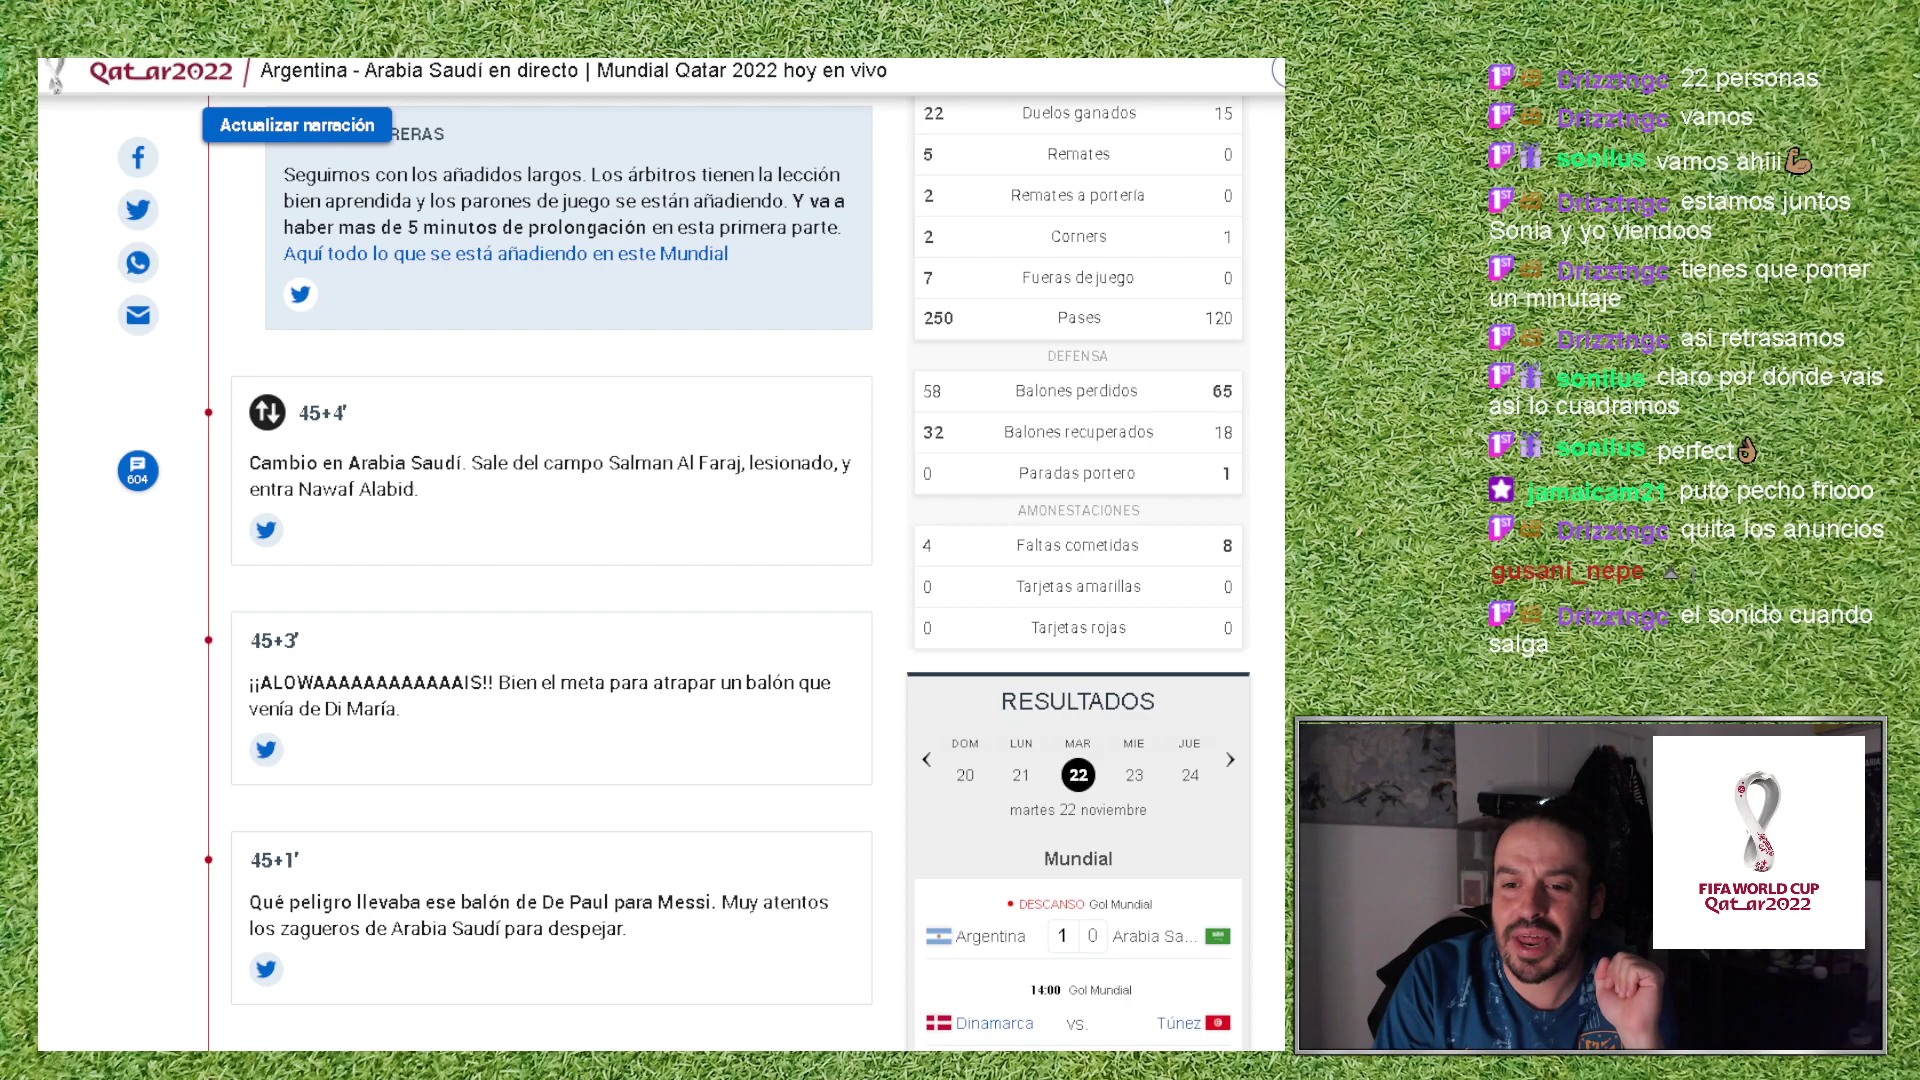 Qatar2022
Argentina - Arabia Saudí en directo | Mundial Qatar 2022 hoy en vivo
Actualizar narración
RERAS
Seguimos con los añadidos largos. Los árbitros tienen la lección
bien aprendida y los parones de juego se están añadiendo. Y va a
haber mas de 5 minutos de prolongación en esta primera parte.
Aquí todo lo que se está añadiendo en este Mundial
604
45+4'
Cambio en Arabia Saudí. Sale del campo Salman Al Faraj, lesionado, y
entra Nawaf Alabid.
45+3'
¡¡ALOWAAAAAAAAAAAAIS!! Bien el meta para atrapar un balón que
venía de Di María.
45+1'
Qué peligro llevaba ese balón de De Paul para Messi. Muy atentos
los zagueros de Arabia Saudí para despejar.
22 Duelos ganados 15
5 Remates 0
2 Remates a portería 0
2 Corners 1
7 Fueras de juego 0
250 Pases 120
DEFENSA
58 Balones perdidos 65
32 Balones recuperados 18
0 Paradas portero 1
AMONESTACIONES
4 Faltas cometidas 8
0 Tarjetas amarillas 0
0 Tarjetas rojas 0
RESULTADOS
DOM LUN MAR MIE JUE
20 21 22 23 24
martes 22 noviembre
Mundial
DESCANSO Gol Mundial
Argentina 1 0 Arabia Sa...
14:00 Gol Mundial
Dinamarca vs. Túnez
Drizztngc 22 personas
Drizztngc vamos
sonilus vamos ahiii
Drizztngc estamos juntos
Sonia y yo viendoos
Drizztngc tienes que poner
un minutaje
Drizztngc asi retrasamos
sonilus claro por dónde vais
asi lo cuadramos
sonilus perfect
jamaicam21 puto pecho friooo
Drizztngc quita los anuncios
gusani_nepe
Drizztngc el sonido cuando
salga
FIFA WORLD CUP
Qatar2022